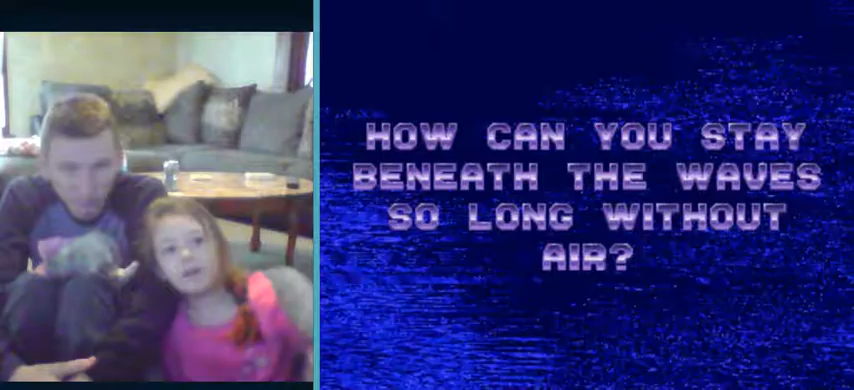 HOW CAN YOU STAY
BENEATH THE WAVES
SO LONG WITHOUT
AIR?